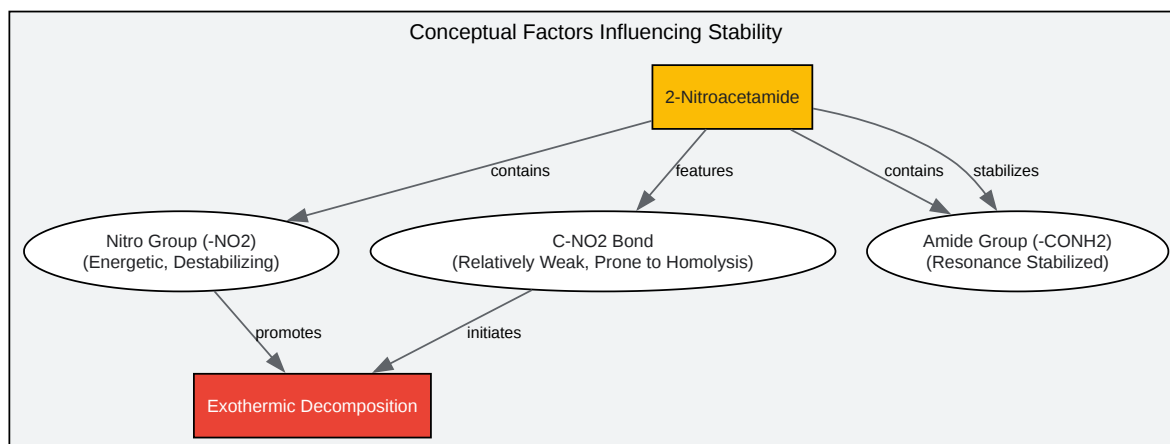 Conceptual Factors Influencing Stability
2-Nitroacetamide
contains
features
contains
stabilizes
Nitro Group (-NO2)
(Energetic, Destabilizing)
C-NO2 Bond
(Relatively Weak, Prone to Homolysis)
Amide Group (-CONH2)
(Resonance Stabilized)
promotes
initiates
Exothermic Decomposition